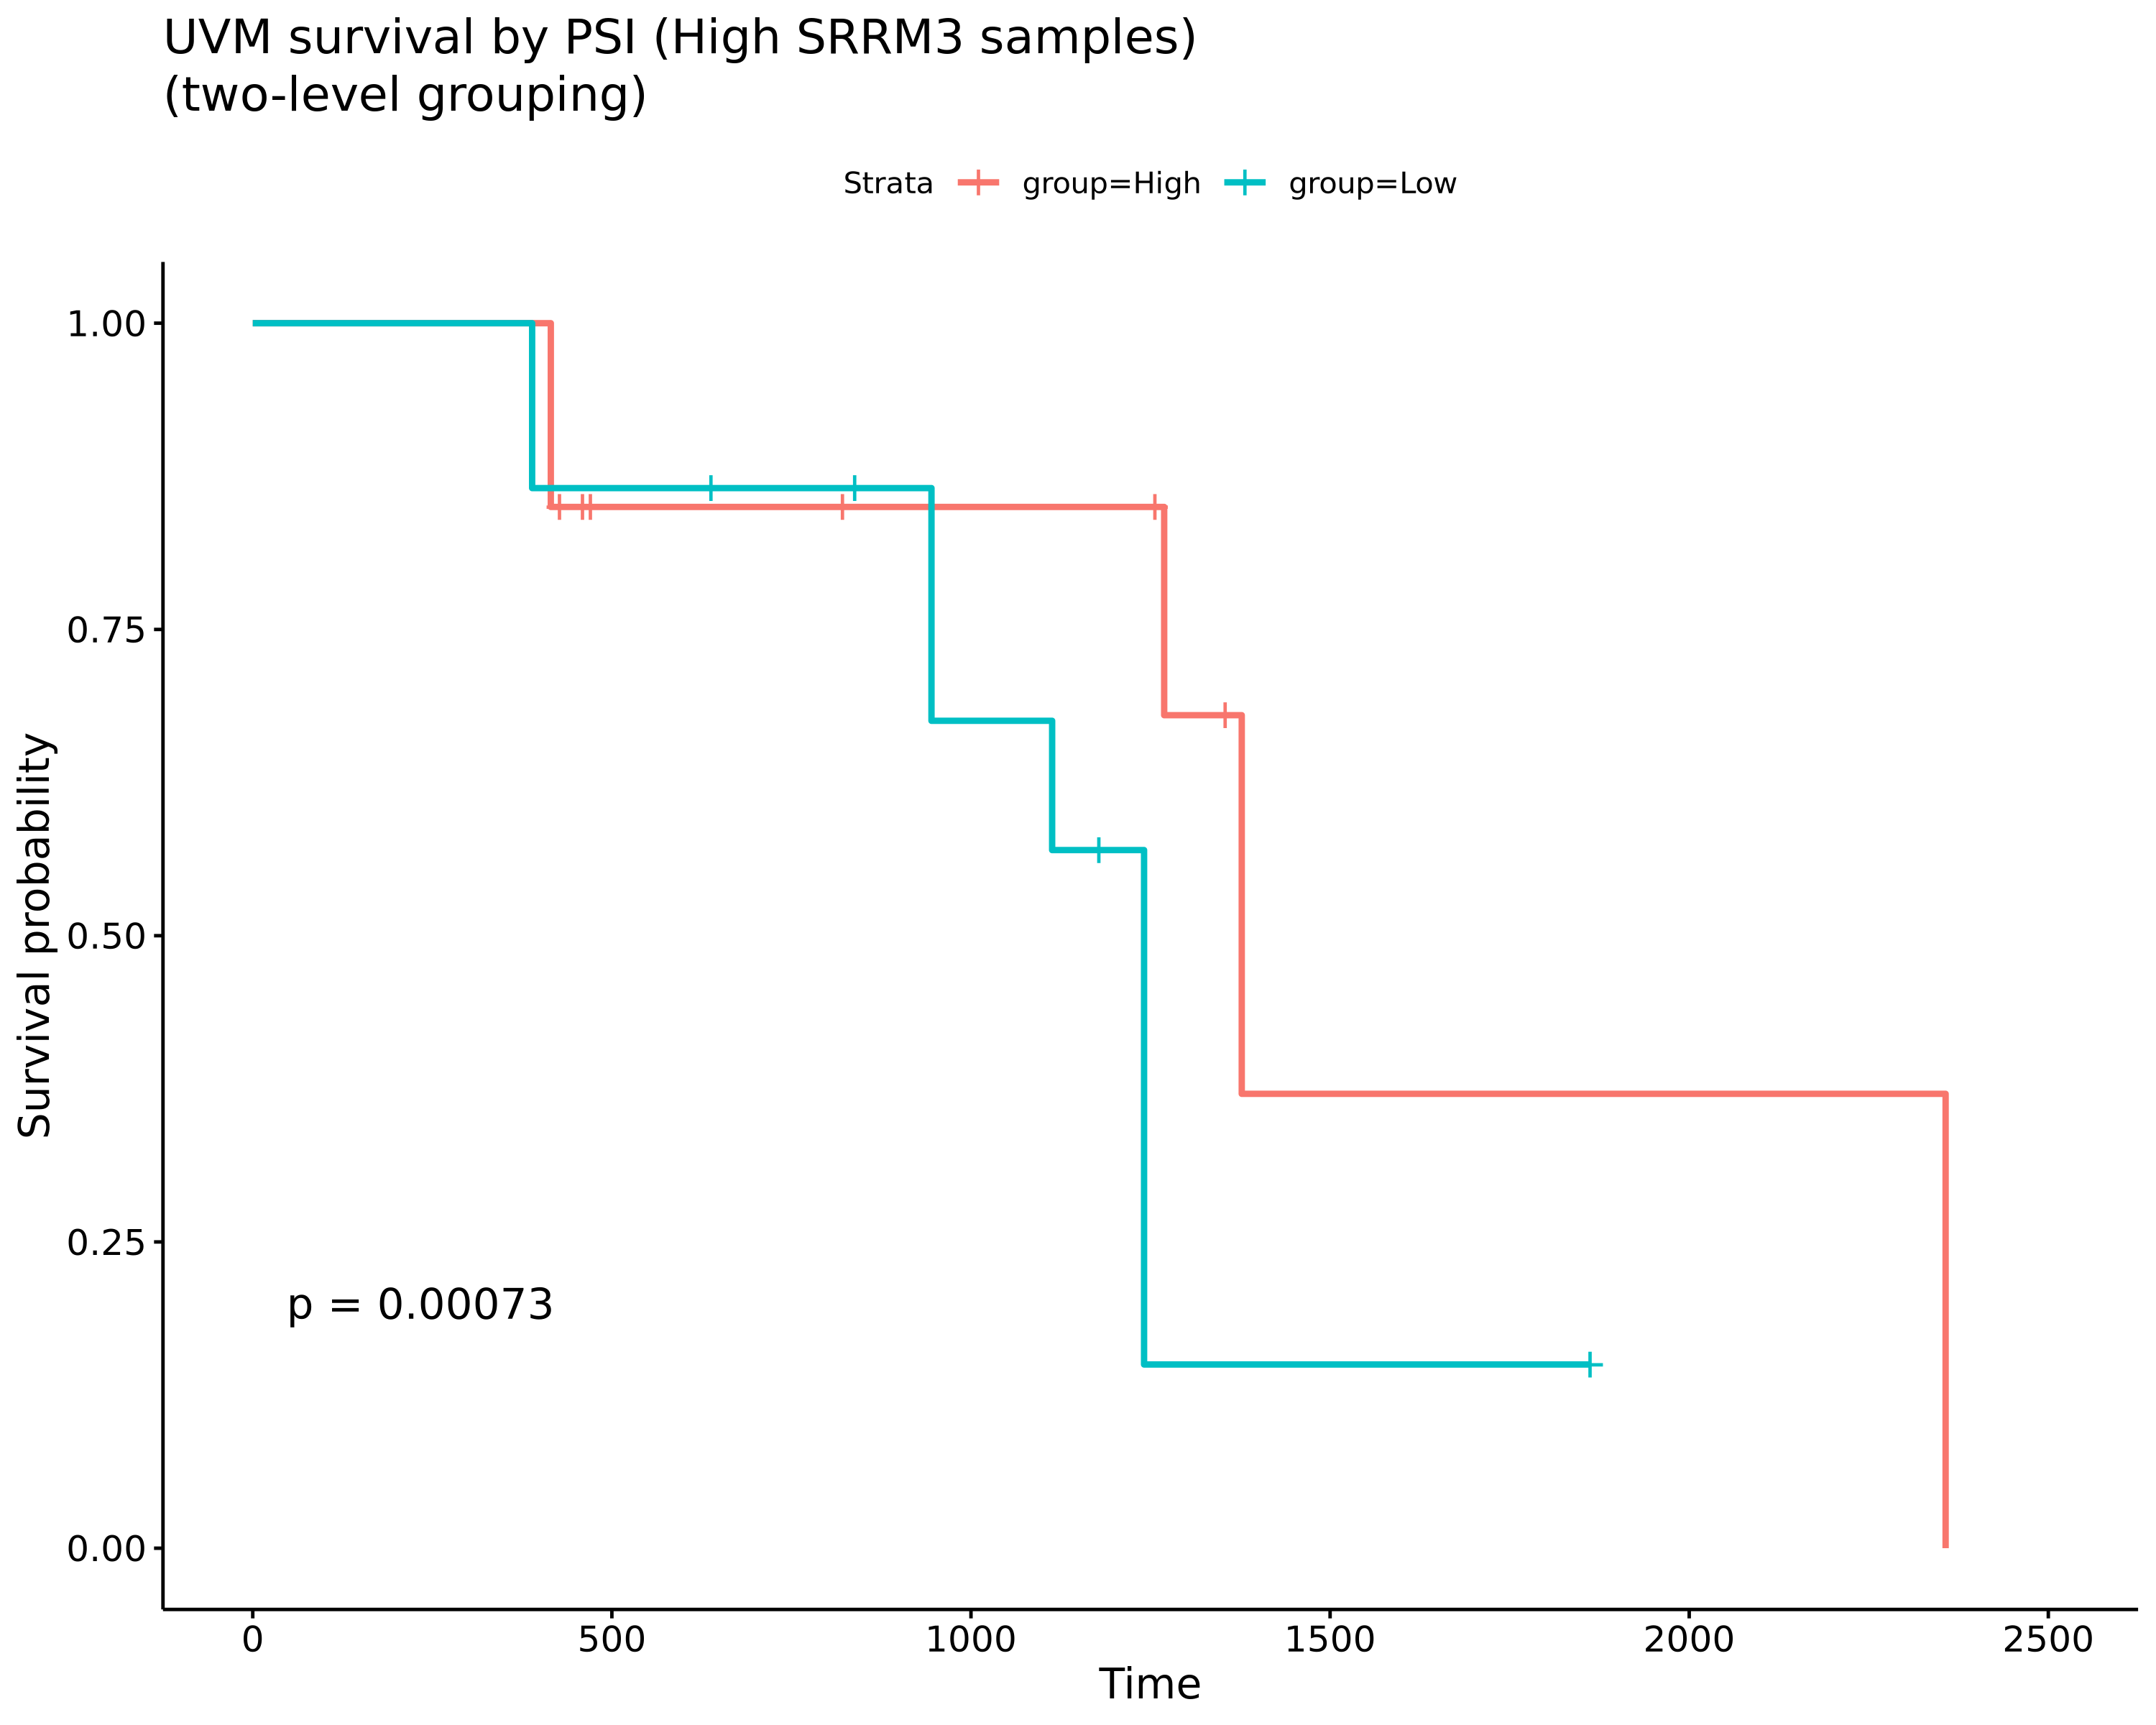 UVM survival by PSI (High SRRM3 samples)
(two-level grouping)
Strata group=High group=Low
1.00
0.75
0.50
0.25
0.00
Survival probability
p = 0.00073
0 500 1000 1500 2000 2500
Time